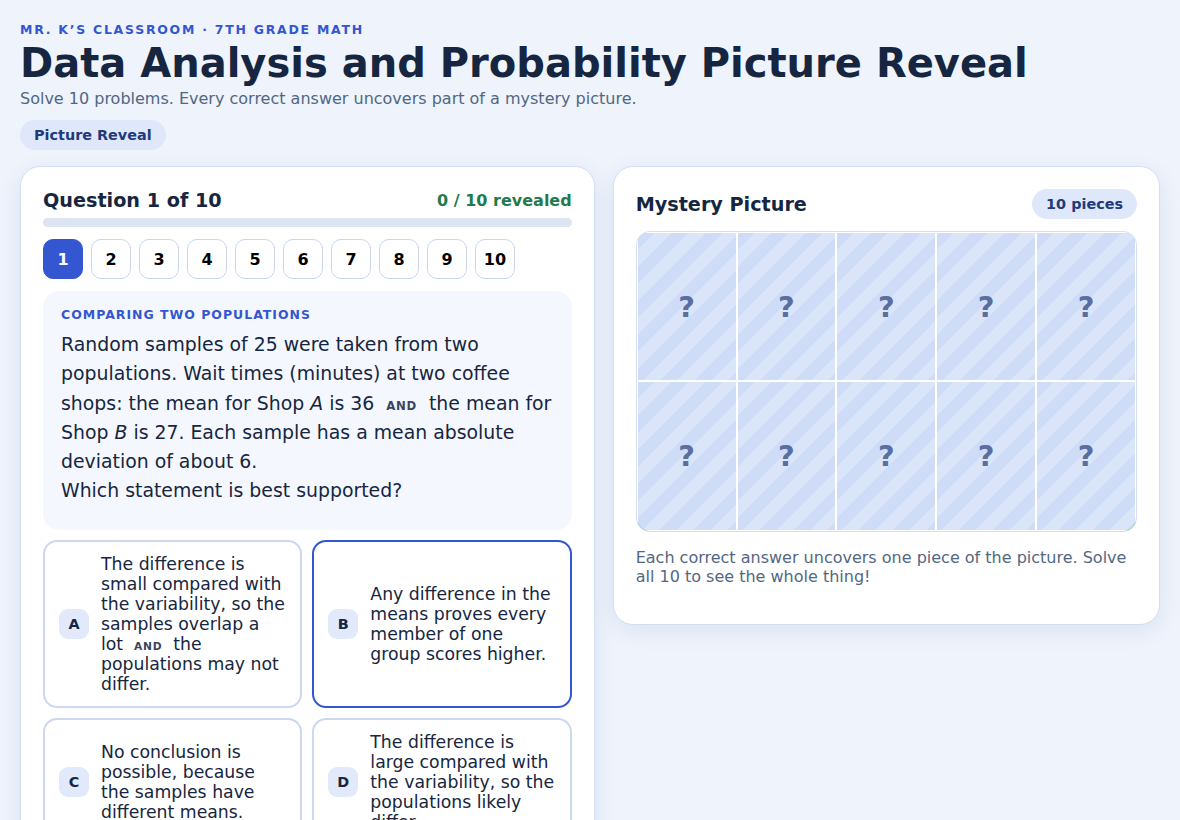 MR. K’S CLASSROOM · 7TH GRADE MATH
Data Analysis and Probability Picture Reveal
Solve 10 problems. Every correct answer uncovers part of a mystery picture.
Picture Reveal
Question 1 of 10
0 / 10 revealed
1 2 3 4 5 6 7 8 9 10
COMPARING TWO POPULATIONS
Random samples of 25 were taken from two
populations. Wait times (minutes) at two coffee
shops: the mean for Shop A is 36 AND the mean for
Shop B is 27. Each sample has a mean absolute
deviation of about 6.
Which statement is best supported?
A
The difference is
small compared with
the variability, so the
samples overlap a
lot AND the
populations may not
differ.
B
Any difference in the
means proves every
member of one
group scores higher.
C
No conclusion is
possible, because
the samples have
different means.
D
The difference is
large compared with
the variability, so the
populations likely
differ.
Mystery Picture
10 pieces
? ? ? ? ?
? ? ? ? ?
Each correct answer uncovers one piece of the picture. Solve
all 10 to see the whole thing!